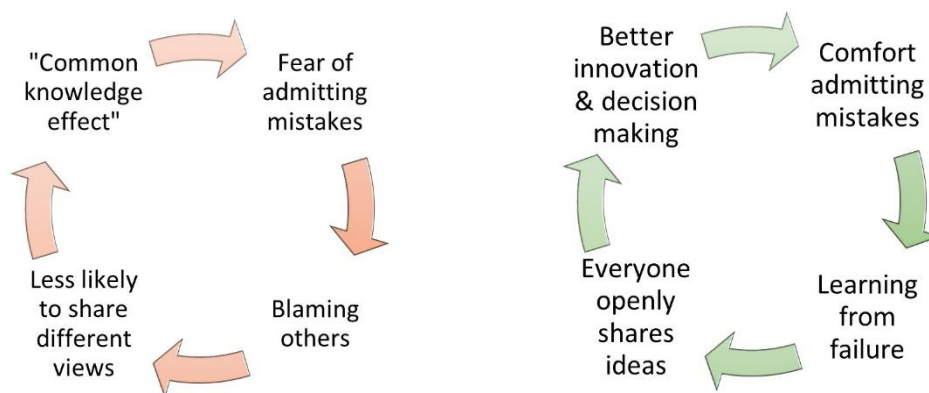 "Common
knowledge
effect"
Fear of
admitting
mistakes
Blaming
others
Less likely
to share
different
views
Better
innovation
& decision
making
Comfort
admitting
mistakes
Learning
from
failure
Everyone
openly
shares
ideas